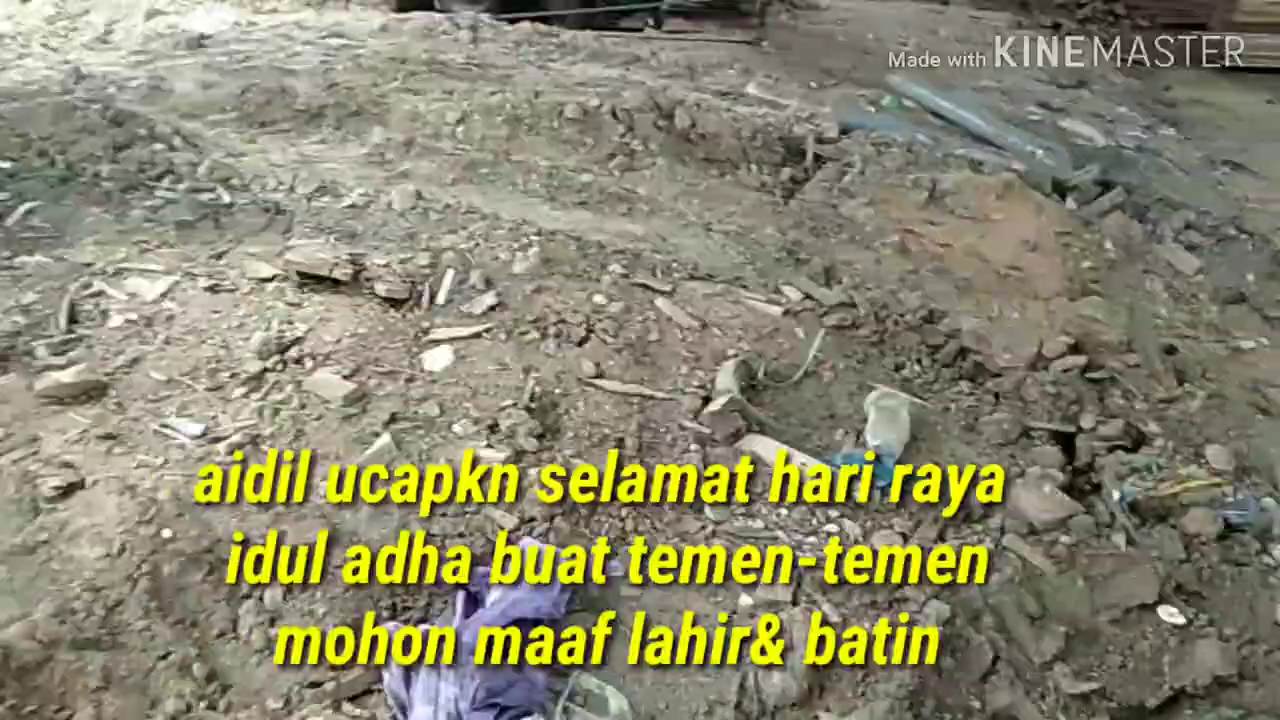 Made with KINEMASTER
aidil ucapkn selamat hari raya
idul adha buat temen-temen
mohon maaf lahir& batin